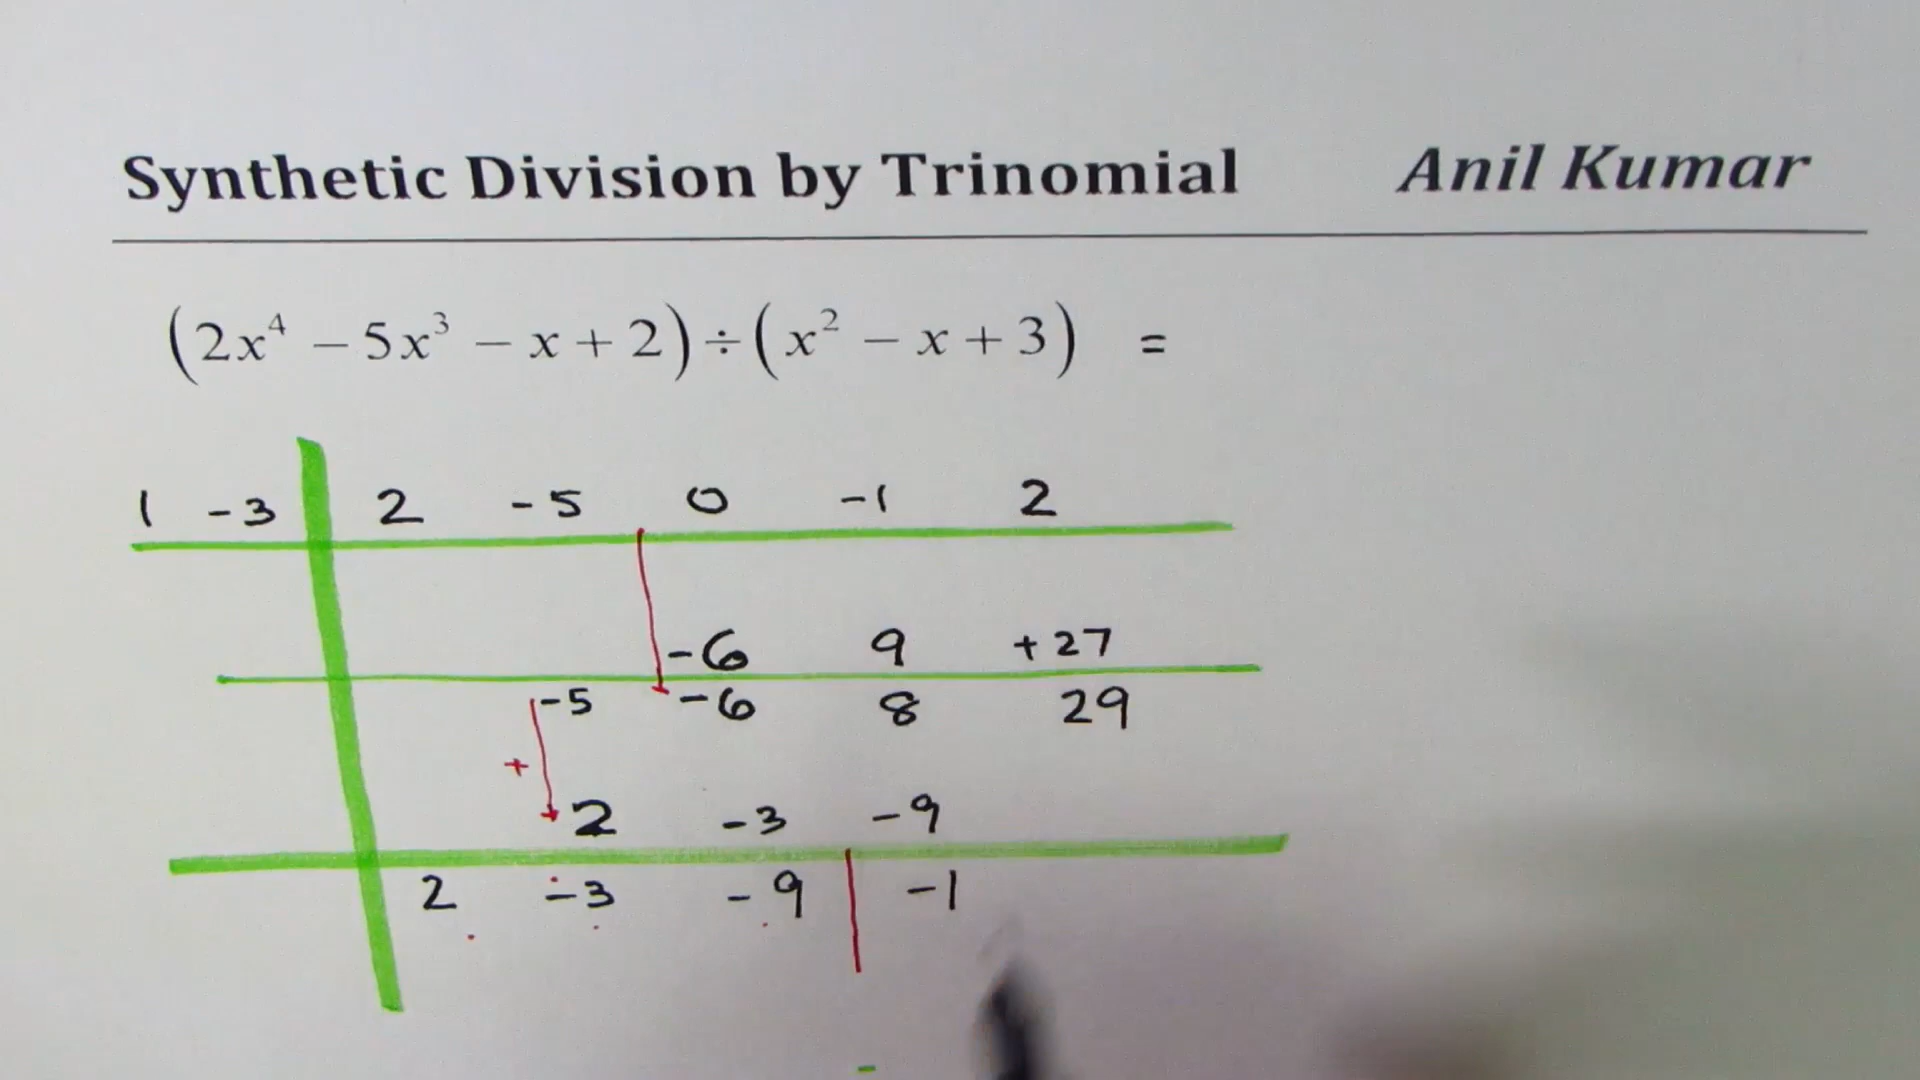 Synthetic Division by Trinomial Anil Kumar
(2x⁴ − 5x³ − x + 2) ÷ (x² − x + 3) =
1 -3 2 -5 0 -1 2
-6 9 +27
-5 -6 8 29
+
2 -3 -9
2 -3 -9 -1